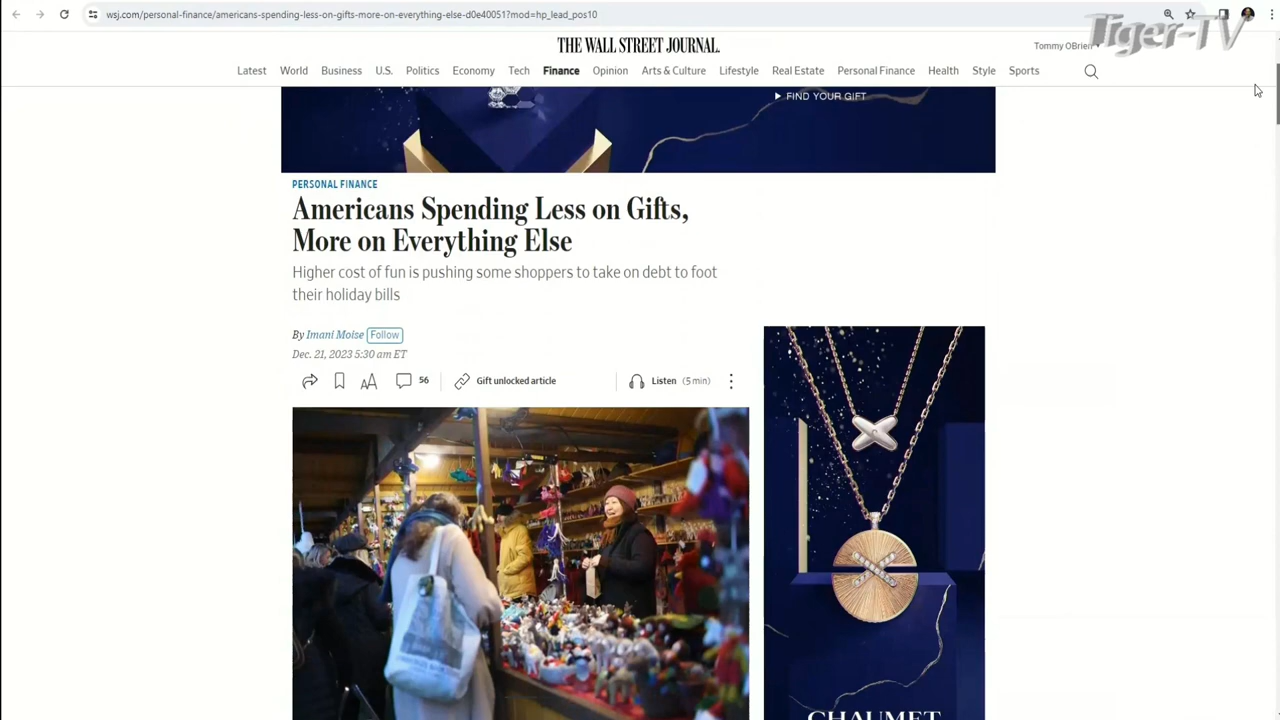 wsj.com/personal-finance/americans-spending-less-on-gifts-more-on-everything-else-d0e40051?mod=hp_lead_pos10
Tiger-TV
THE WALL STREET JOURNAL.
Tommy OBrien
Latest World Business U.S. Politics Economy Tech Finance Opinion Arts & Culture Lifestyle Real Estate Personal Finance Health Style Sports
FIND YOUR GIFT
PERSONAL FINANCE
Americans Spending Less on Gifts,
More on Everything Else
Higher cost of fun is pushing some shoppers to take on debt to foot
their holiday bills
By Imani Moise Follow
Dec. 21, 2023 5:30 am ET
AA 56 Gift unlocked article Listen (5 min)
CHAUMET